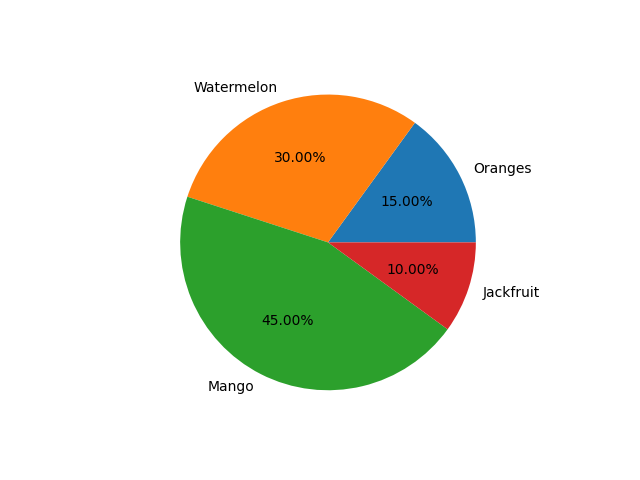 Watermelon
30.00%
Oranges
15.00%
10.00%
Jackfruit
45.00%
Mango